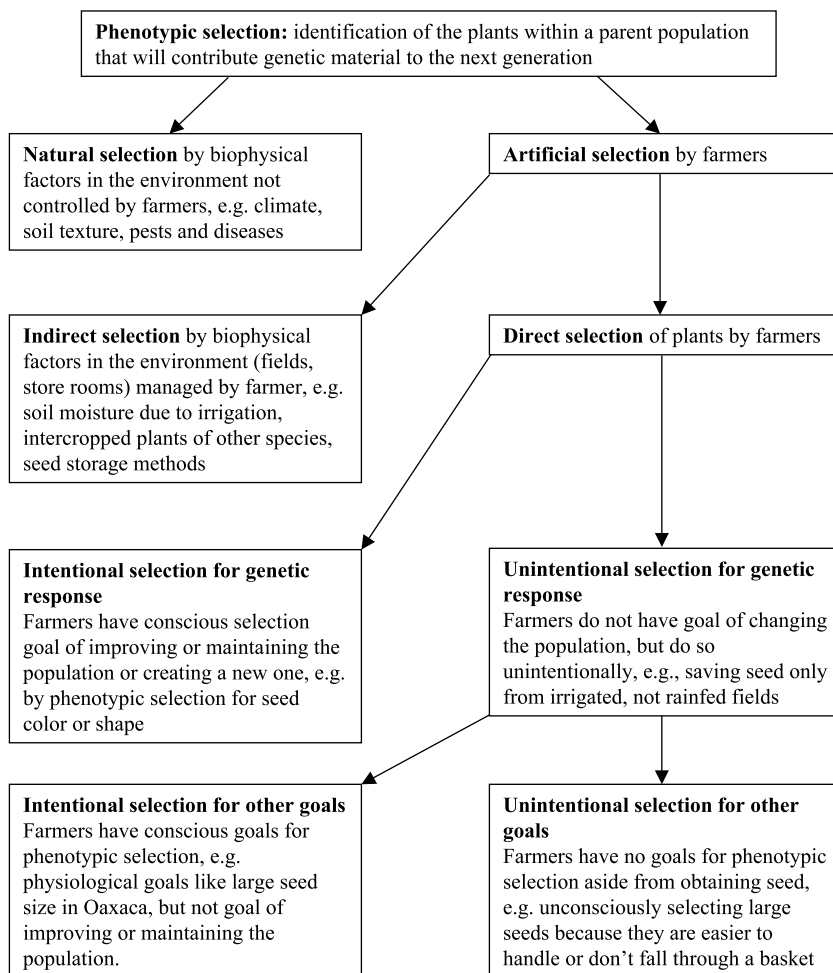 Phenotypic selection: identification of the plants within a parent population
that will contribute genetic material to the next generation
Natural selection by biophysical
factors in the environment not
controlled by farmers, e.g. climate,
soil texture, pests and diseases
Artificial selection by farmers
Indirect selection by biophysical
factors in the environment (fields,
store rooms) managed by farmer, e.g.
soil moisture due to irrigation,
intercropped plants of other species,
seed storage methods
Direct selection of plants by farmers
Intentional selection for genetic
response
Farmers have conscious selection
goal of improving or maintaining the
population or creating a new one, e.g.
by phenotypic selection for seed
color or shape
Unintentional selection for genetic
response
Farmers do not have goal of changing
the population, but do so
unintentionally, e.g., saving seed only
from irrigated, not rainfed fields
Intentional selection for other goals
Farmers have conscious goals for
phenotypic selection, e.g.
physiological goals like large seed
size in Oaxaca, but not goal of
improving or maintaining the
population.
Unintentional selection for other
goals
Farmers have no goals for phenotypic
selection aside from obtaining seed,
e.g. unconsciously selecting large
seeds because they are easier to
handle or don’t fall through a basket